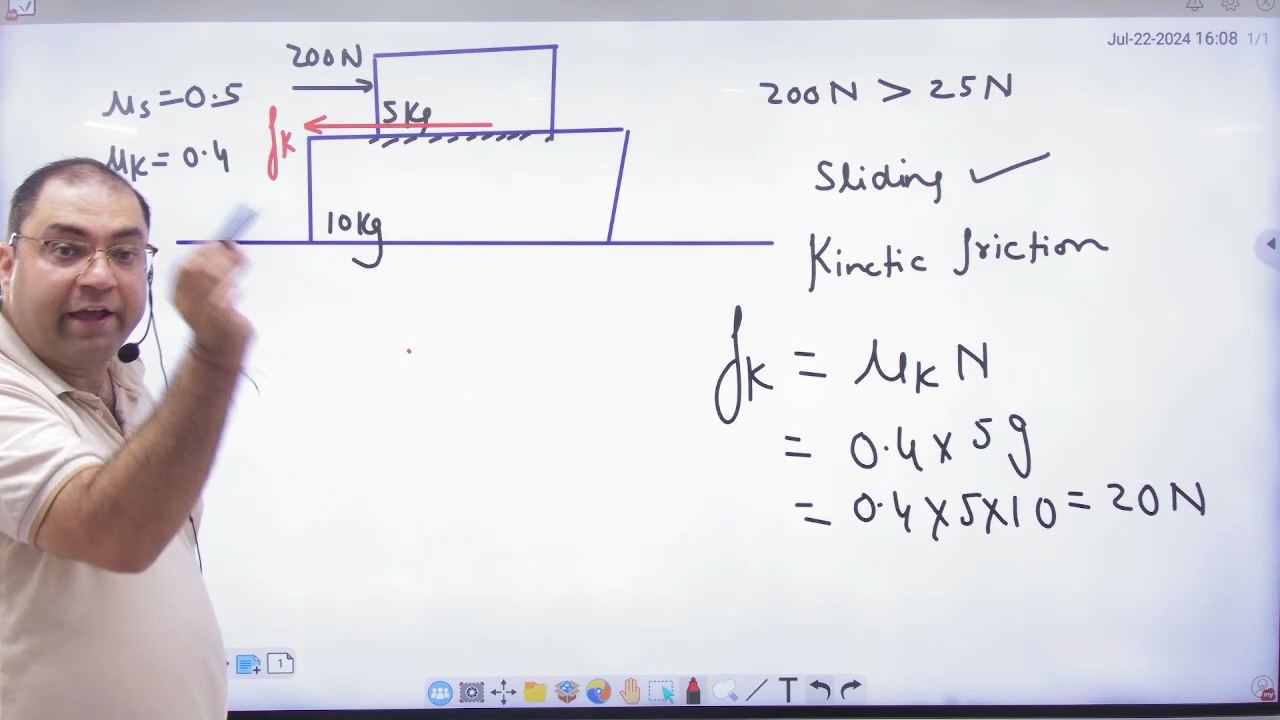 Jul-22-2024 16:08 1/1
200N
μs=0.5
μk=0.4
fk
5Kg
10Kg
200N > 25N
Sliding ✓
Kinetic friction
fk = μk N
= 0.4 x 5g
= 0.4 x 5 x 10 = 20N
1
T